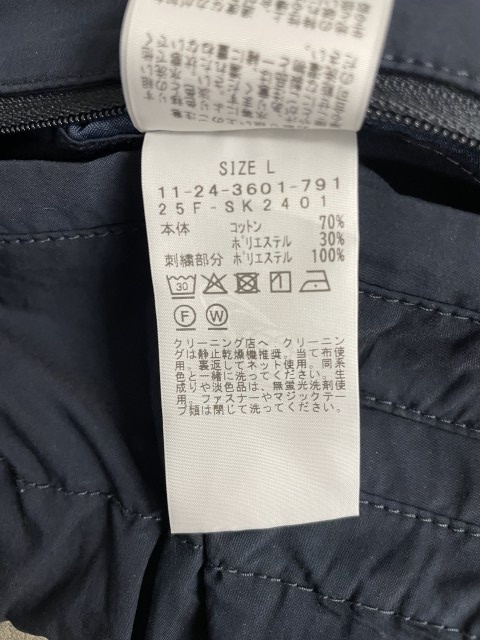 SIZE L
11-24-3601-791
25F-SK2401
本体 コットン 70%
ポリエステル 30%
刺繍部分 ポリエステル 100%
30
F W
クリーニング店へ クリーニン
グは静止乾燥機推奨。当て布使
用。裏返してネット使用。同系
色と一緒に洗ってください。生
成りや淡色品は、無蛍光洗剤使
用。ファスナーやマジックテー
プ類は閉じて洗ってください。